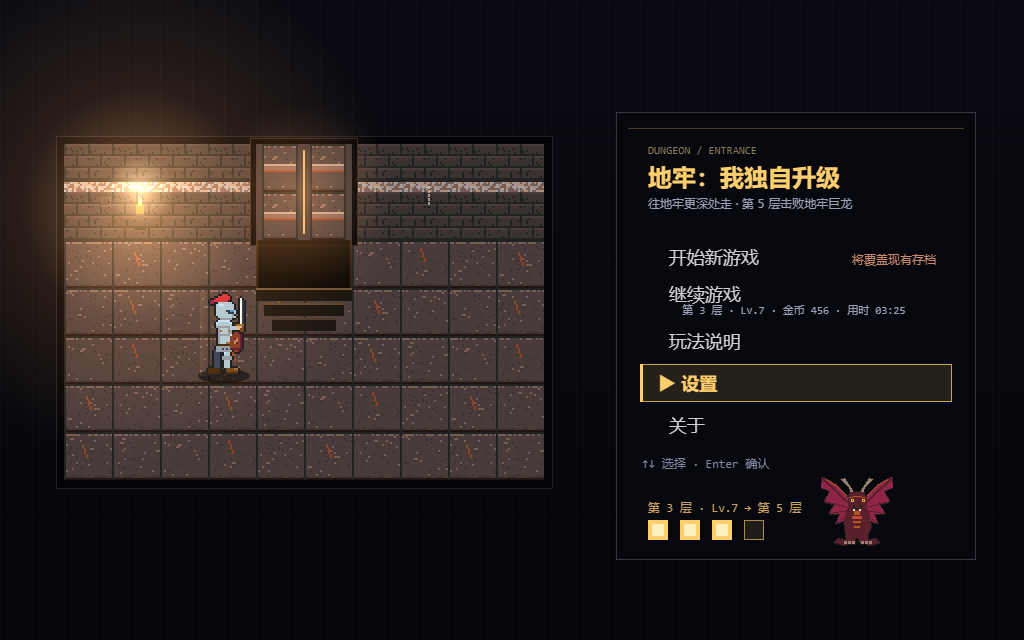 DUNGEON / ENTRANCE
地牢：我独自升级
往地牢更深处走 · 第 5 层击败地牢巨龙
开始新游戏 将覆盖现有存档
继续游戏
第 3 层 · Lv.7 · 金币 456 · 用时 03:25
玩法说明
▶ 设置
关于
↑↓ 选择 · Enter 确认
第 3 层 · Lv.7 → 第 5 层